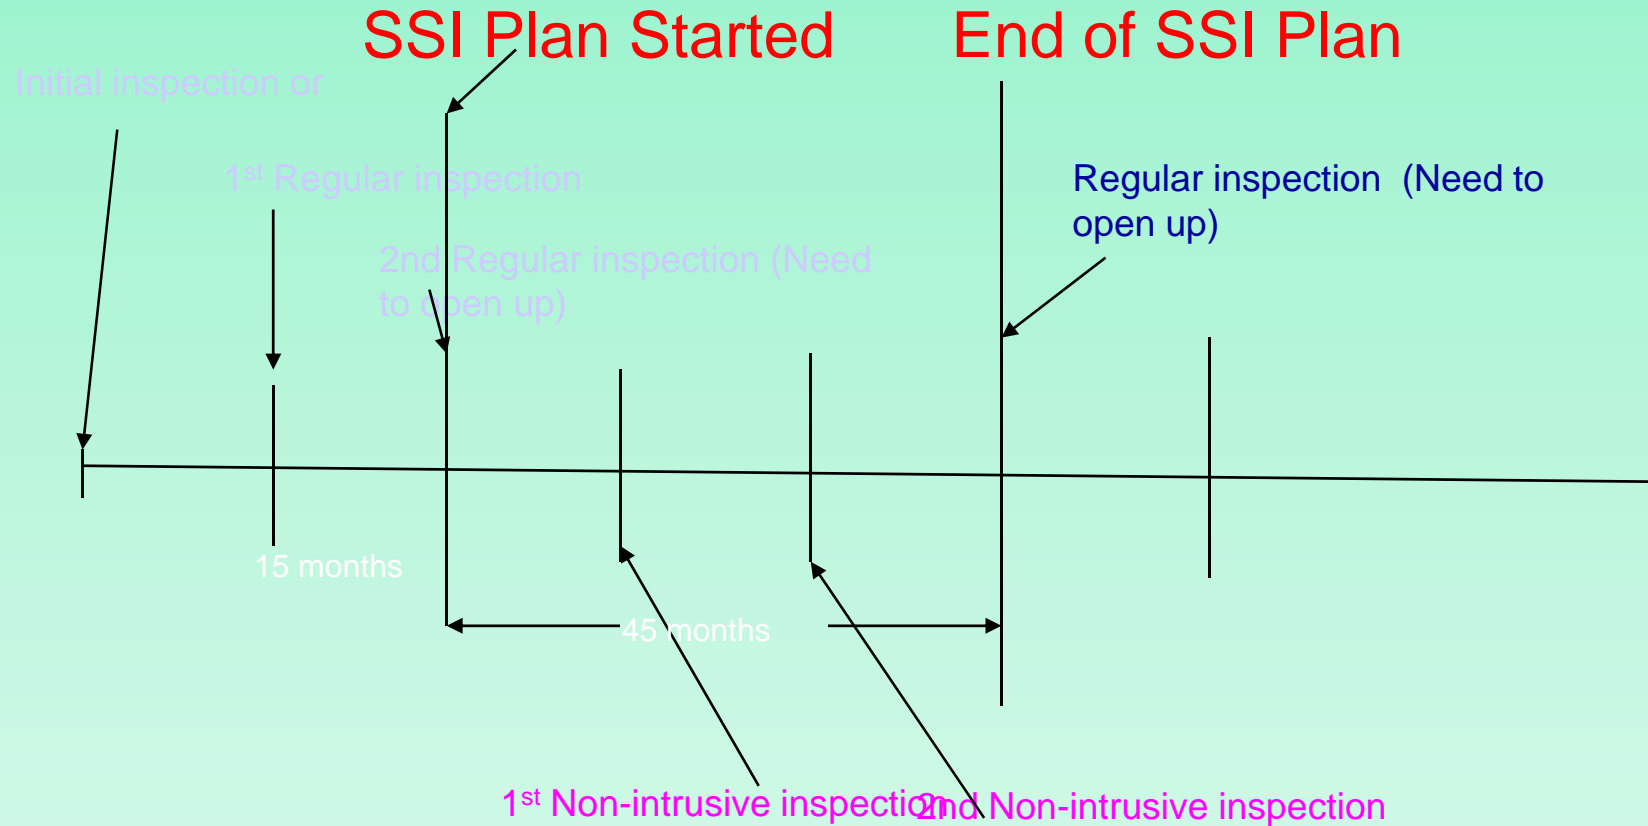 SSI Plan Started
End of SSI Plan
Initial inspection or
1st Regular inspection
Regular inspection (Need to
open up)
2nd Regular inspection (Need
to open up)
15 months
45 months
1st Non-intrusive inspection
2nd Non-intrusive inspection